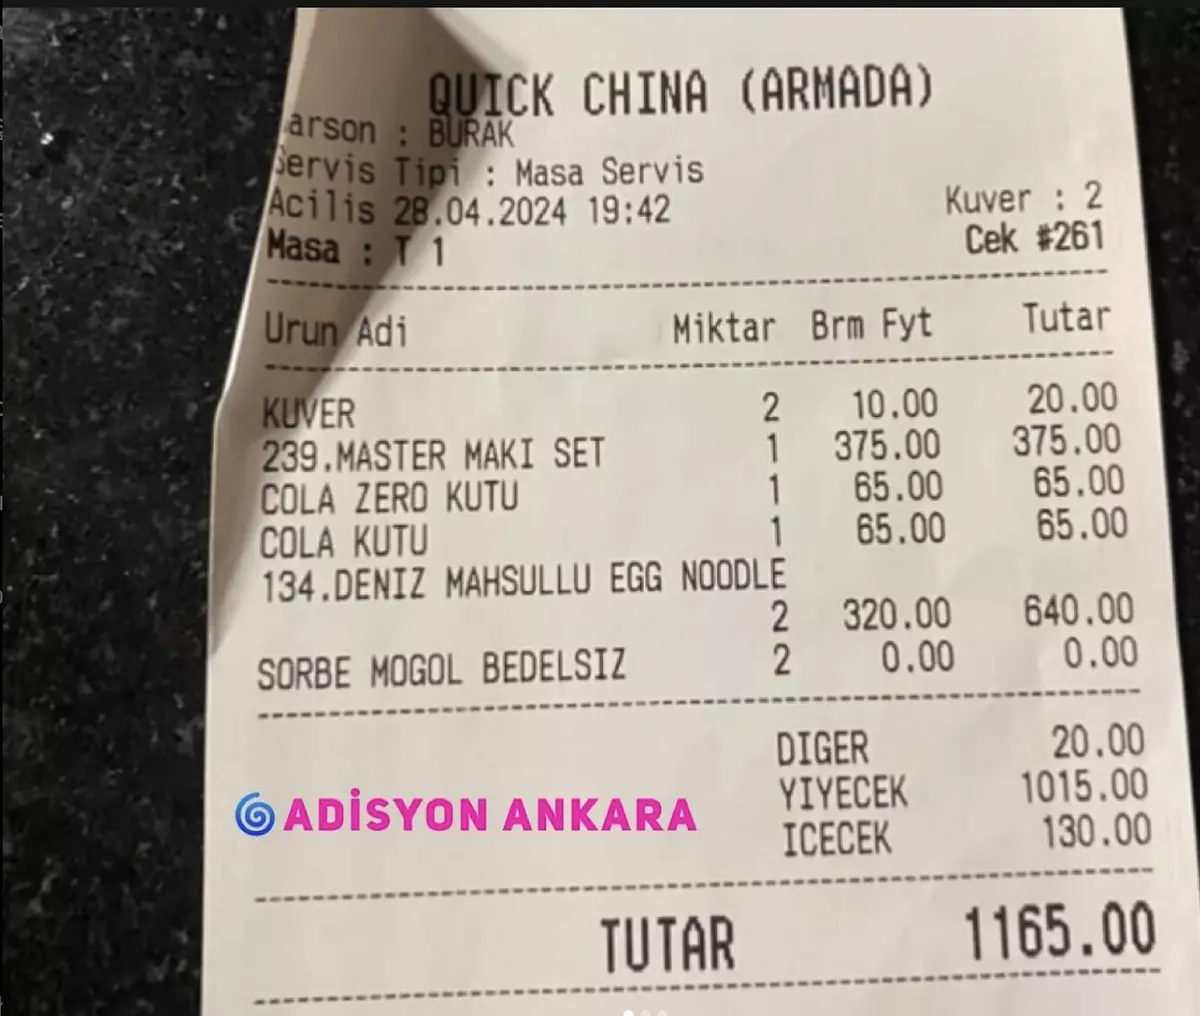 QUICK CHINA (ARMADA)
arson : BURAK
Servis Tipi : Masa Servis
Acilis 28.04.2024 19:42 Kuver : 2
Masa : T 1 Cek #261
Urun Adi Miktar Brm Fyt Tutar
KUVER 2 10.00 20.00
239.MASTER MAKI SET 1 375.00 375.00
COLA ZERO KUTU 1 65.00 65.00
COLA KUTU 1 65.00 65.00
134.DENIZ MAHSULLU EGG NOODLE
2 320.00 640.00
SORBE MOGOL BEDELSIZ 2 0.00 0.00
DIGER 20.00
YIYECEK 1015.00
ADİSYON ANKARA
ICECEK 130.00
TUTAR 1165.00